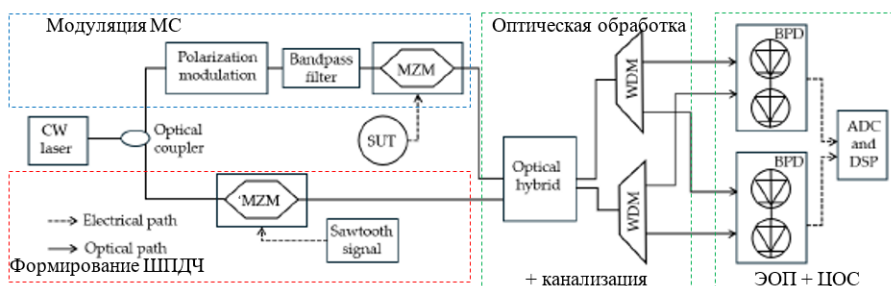 Модуляция МС
Оптическая обработка
Polarization
modulation
Bandpass
filter
MZM
WDM
BPD
CW
laser
Optical
coupler
SUT
Optical
hybrid
ADC
and
DSP
MZM
WDM
BPD
Electrical path
Optical path
Sawtooth
signal
Формирование ШПДЧ
+ канализация
ЭОП + ЦОС